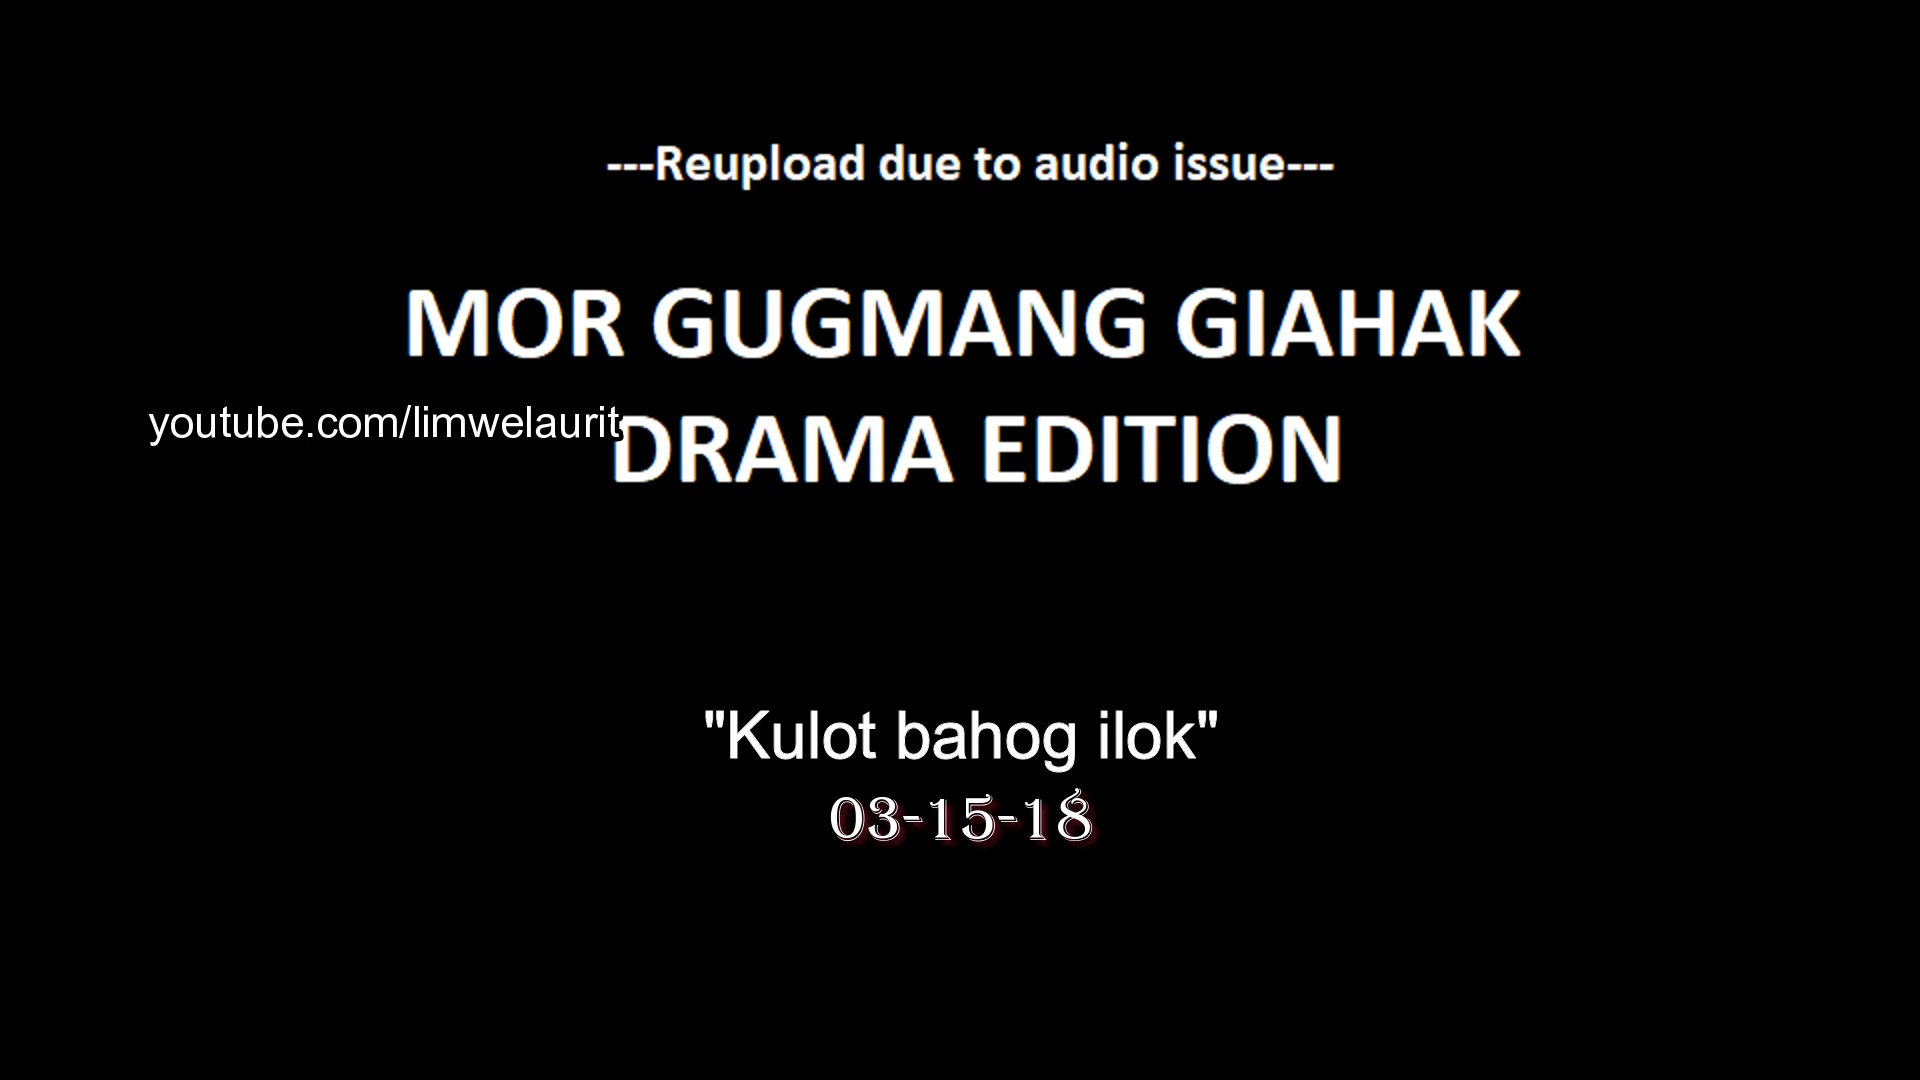 ---Reupload due to audio issue---
MOR GUGMANG GIAHAK
youtube.com/limwelaurit
DRAMA EDITION
"Kulot bahog ilok"
03-15-18